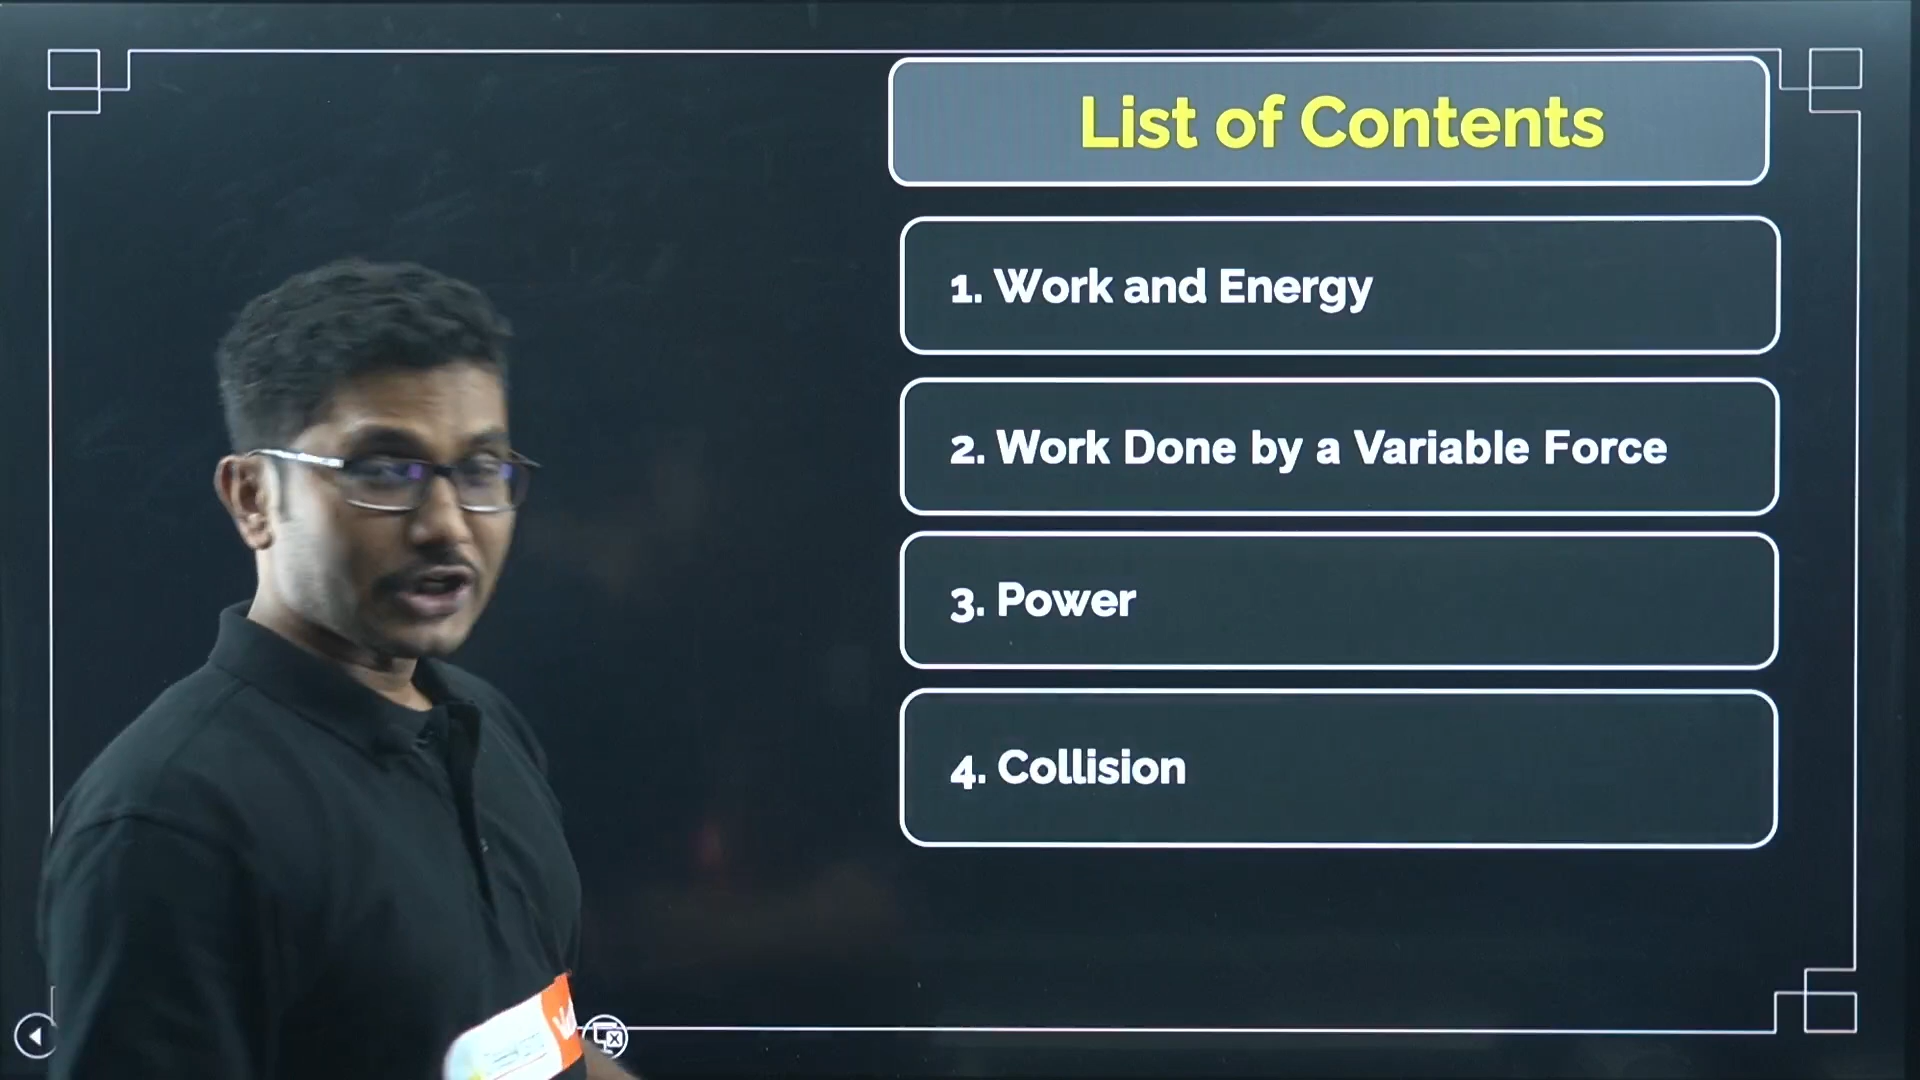 List of Contents
1. Work and Energy
2. Work Done by a Variable Force
3. Power
4. Collision